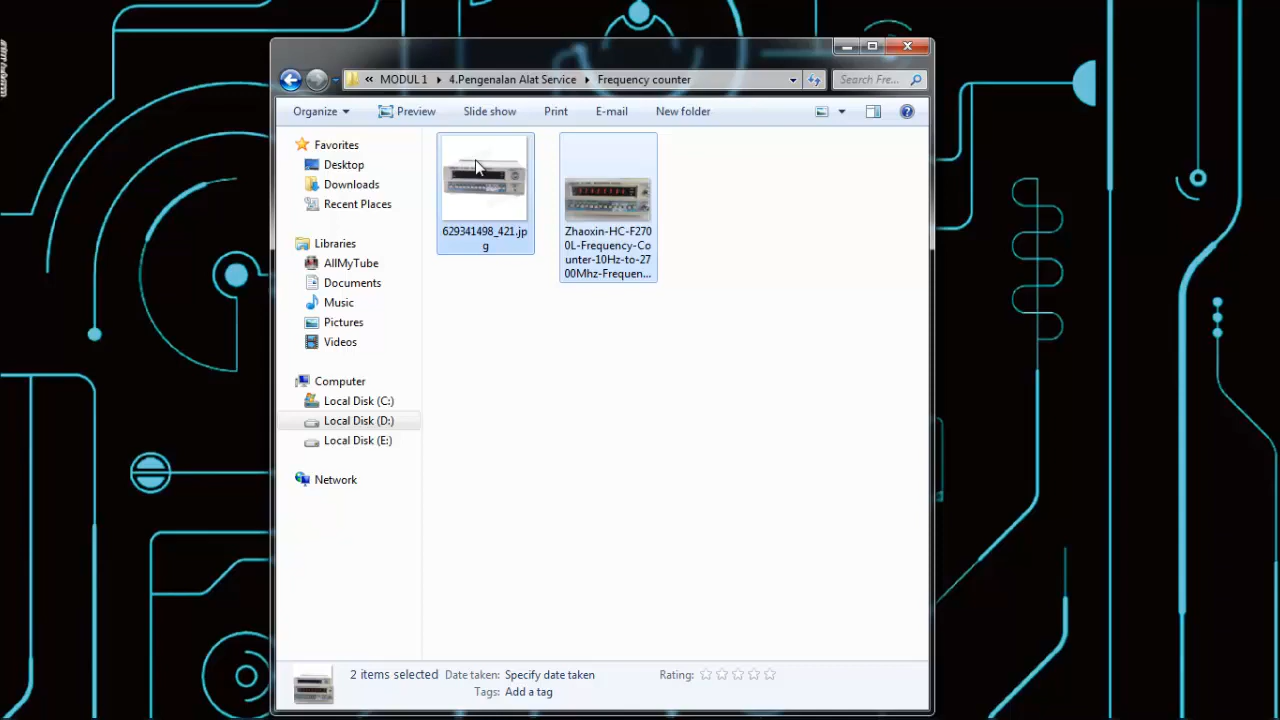 « MODUL 1 4.Pengenalan Alat Service Frequency counter Search Fre...
Organize Preview Slide show Print E-mail New folder
Favorites
Desktop
Downloads
Recent Places
Libraries
AllMyTube
Documents
Music
Pictures
Videos
Computer
Local Disk (C:)
Local Disk (D:)
Local Disk (E:)
Network
629341498_421.jp
g
Zhaoxin-HC-F270
0L-Frequency-Co
unter-10Hz-to-27
00Mhz-Frequen...
2 items selected Date taken: Specify date taken Rating:
Tags: Add a tag